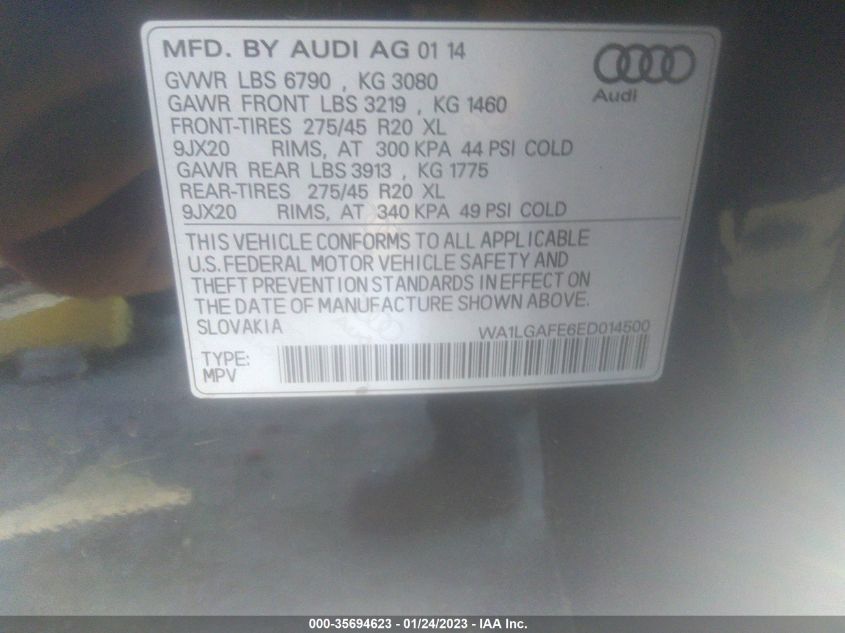 MFD. BY AUDI AG 01 14
Audi
GVWR LBS 6790 , KG 3080
GAWR FRONT LBS 3219 , KG 1460
FRONT-TIRES 275/45 R20 XL
9JX20 RIMS, AT 300 KPA 44 PSI COLD
GAWR REAR LBS 3913 , KG 1775
REAR-TIRES 275/45 R20 XL
9JX20 RIMS, AT 340 KPA 49 PSI COLD
THIS VEHICLE CONFORMS TO ALL APPLICABLE
U.S. FEDERAL MOTOR VEHICLE SAFETY AND
THEFT PREVENTION STANDARDS IN EFFECT ON
THE DATE OF MANUFACTURE SHOWN ABOVE.
SLOVAKIA WA1LGAFE6ED014500
TYPE:
MPV
000-35694623 - 01/24/2023 - IAA Inc.